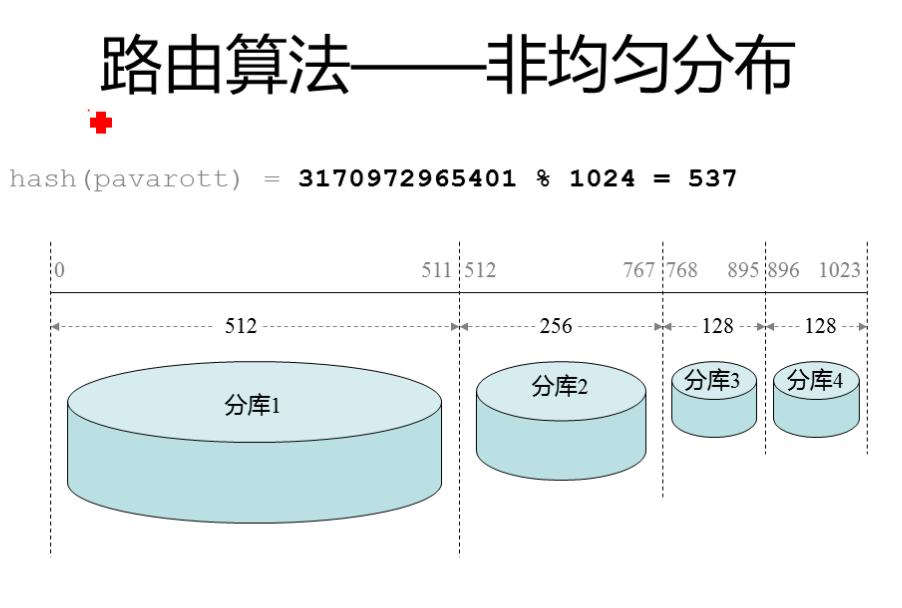 路由算法——非均匀分布
hash(pavarott) = 3170972965401 % 1024 = 537
0 511 512 767 768 895 896 1023
512 256 128 128
分库1 分库2 分库3 分库4